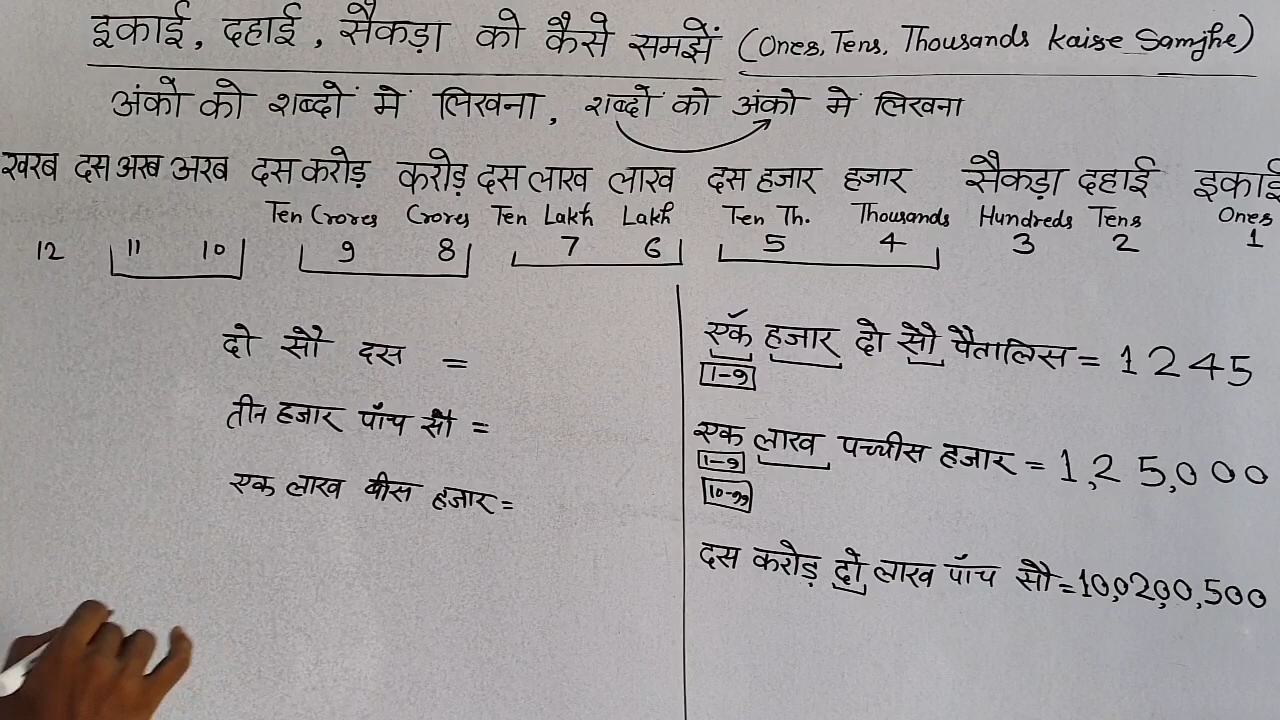 इकाई, दहाई, सैकड़ा को कैसे समझें (Ones, Tens, Thousands Kaise Samjhe)
अंकों को शब्दों में लिखना, शब्दों को अंको में लिखना
खरब दस अरब अरब दस करोड़ करोड़ दस लाख लाख दस हजार हजार सैकड़ा दहाई इकाई
Ten Crores Crores Ten Lakh Lakh Ten Th. Thousands Hundreds Tens Ones
12 11 10 9 8 7 6 5 4 3 2 1
दो सौ दस =
तीन हजार पाँच सौ =
एक लाख बीस हजार =
एक हजार दो सौ पैतालिस = 1245
1-9
एक लाख पच्चीस हजार = 1,25,000
1-9
10-99
दस करोड़ दो लाख पाँच सौ = 10,02,00,500